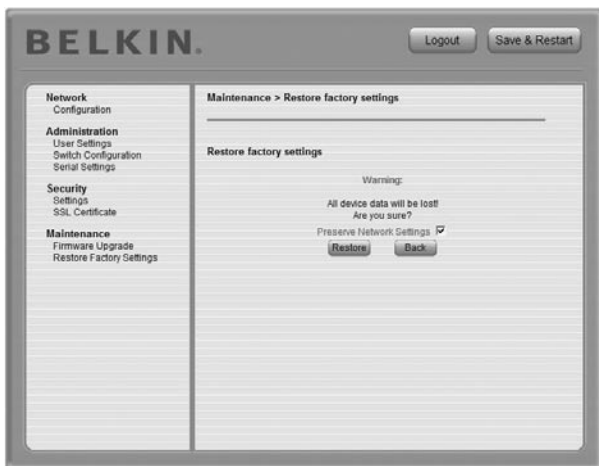 BELKIN.
Logout
Save & Restart
Network
Configuration
Administration
User Settings
Switch Configuration
Serial Settings
Security
Settings
SSL Certificate
Maintenance
Firmware Upgrade
Restore Factory Settings
Maintenance > Restore factory settings
Restore factory settings
Warning:
All device data will be lost!
Are you sure?
Preserve Network Settings
Restore
Back